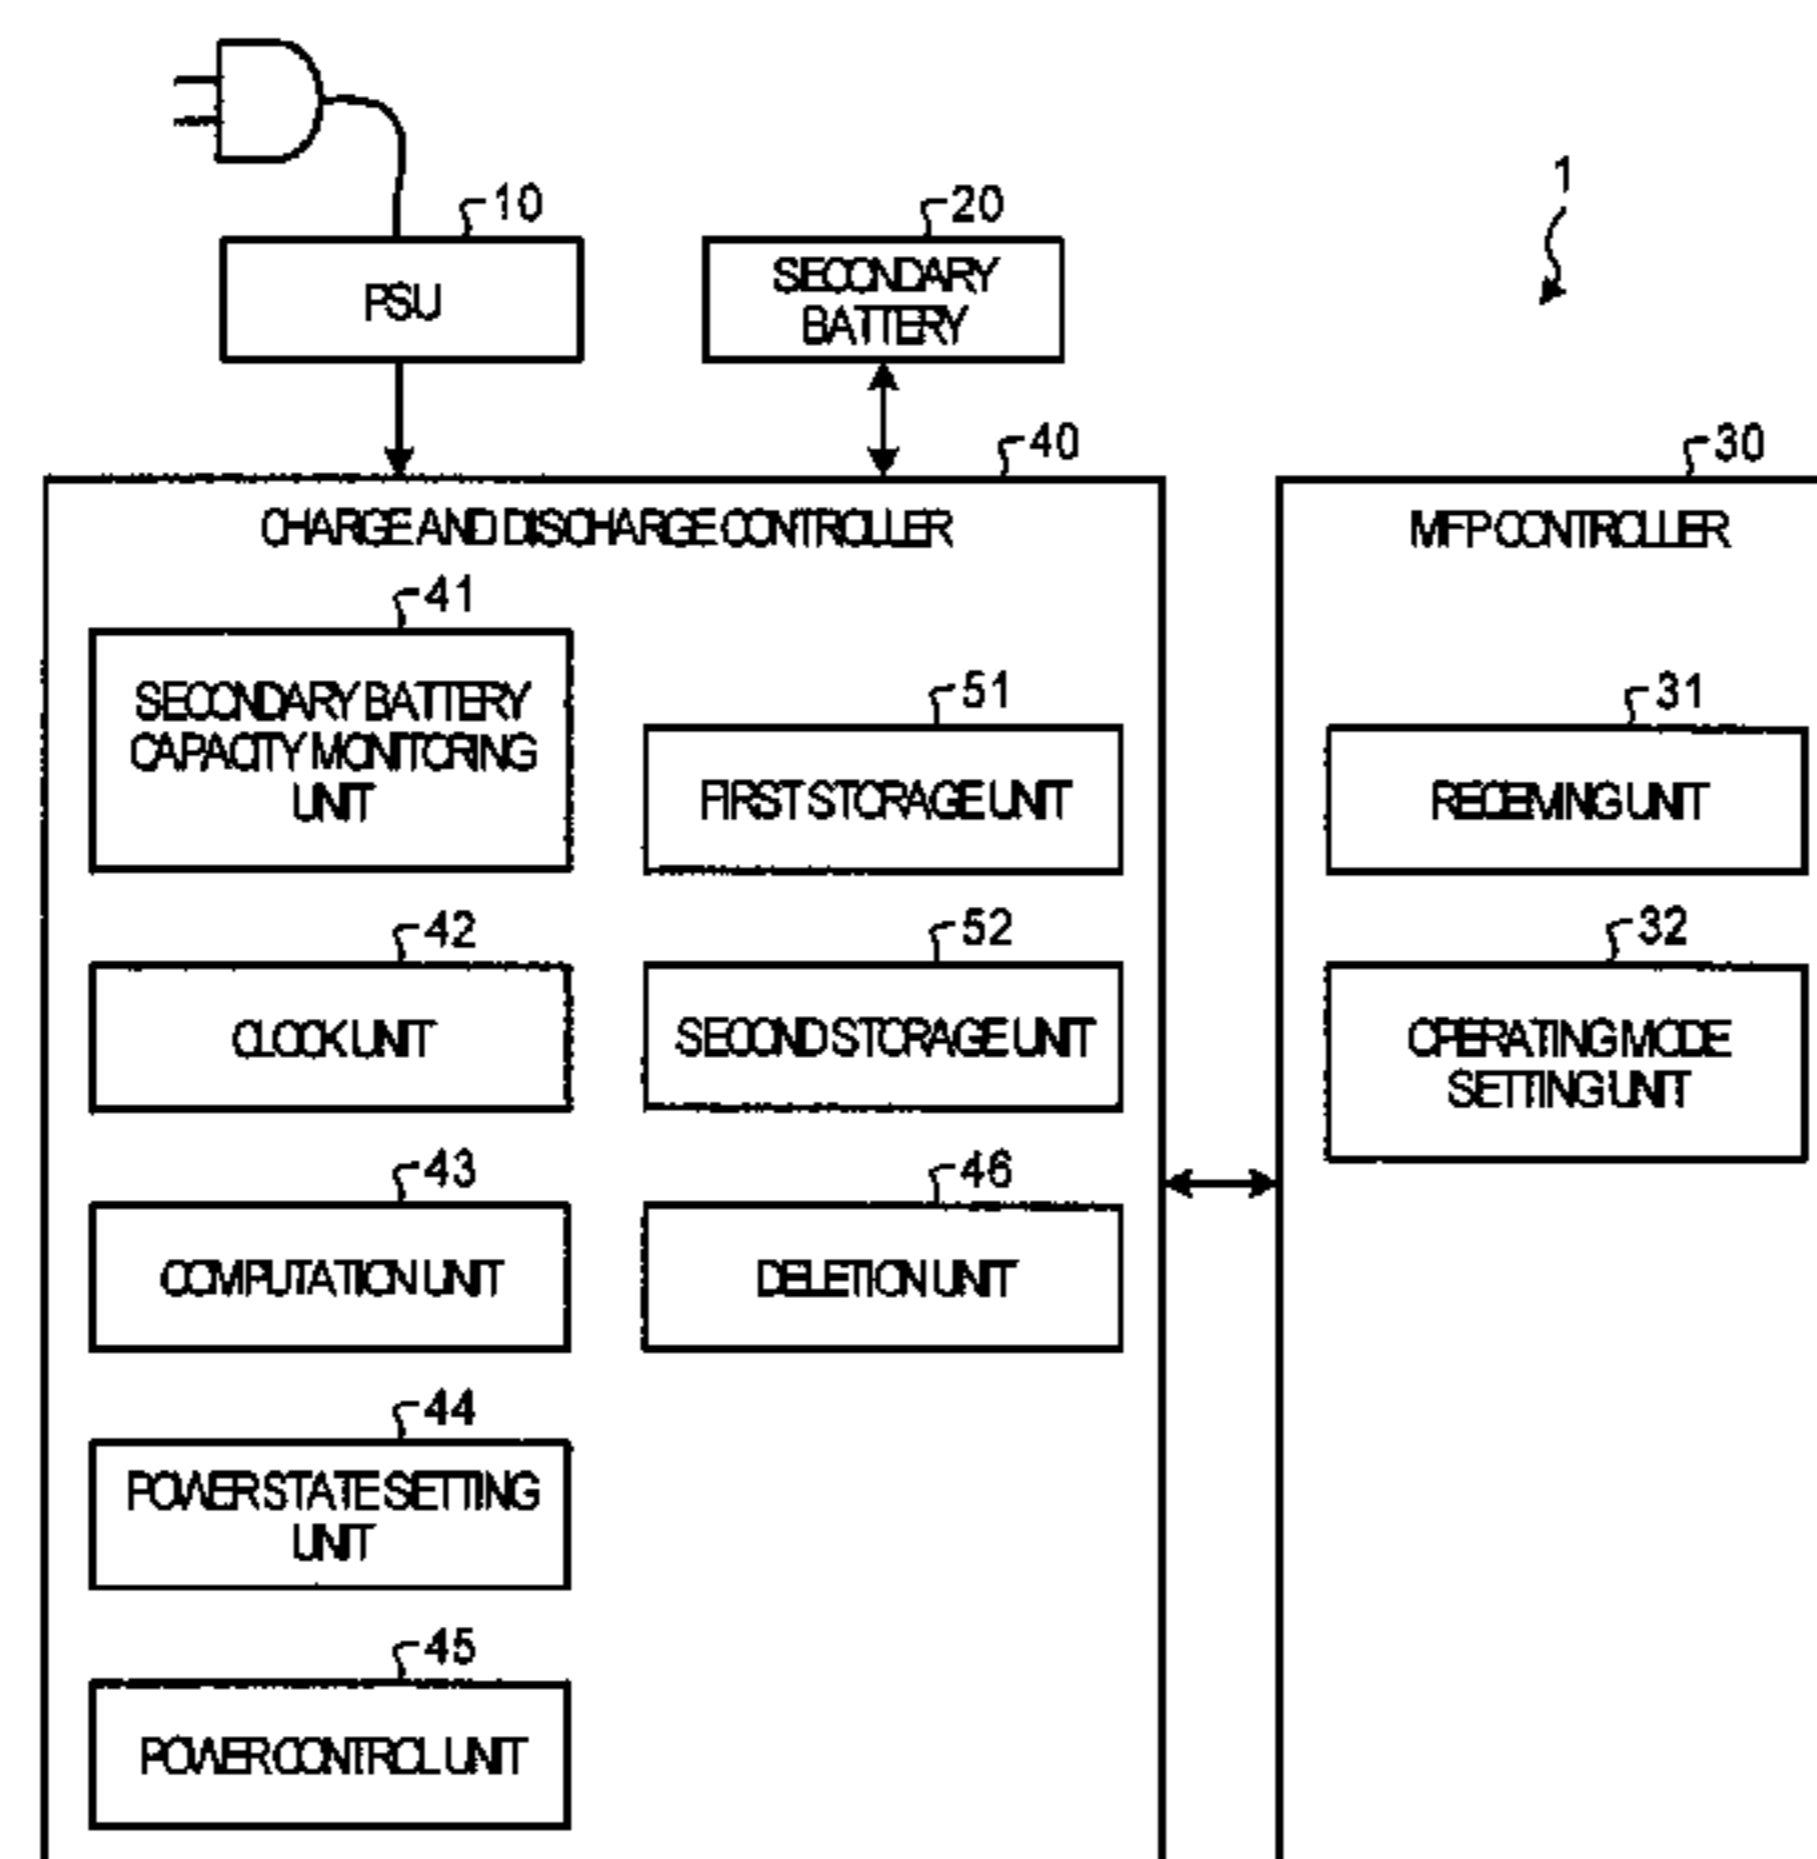 10
20
1
PSU
SECONDARY
BATTERY
40
30
CHARGE AND DISCHARGE CONTROLLER
MFP CONTROLLER
41
SECONDARY BATTERY
CAPACITY MONITORING
UNIT
51
FIRST STORAGE UNIT
31
RECEIVING UNIT
42
CLOCK UNIT
52
SECOND STORAGE UNIT
32
OPERATING MODE
SETTING UNIT
43
COMPUTATION UNIT
46
DELETION UNIT
44
POWER STATE SETTING
UNIT
45
POWER CONTROL UNIT